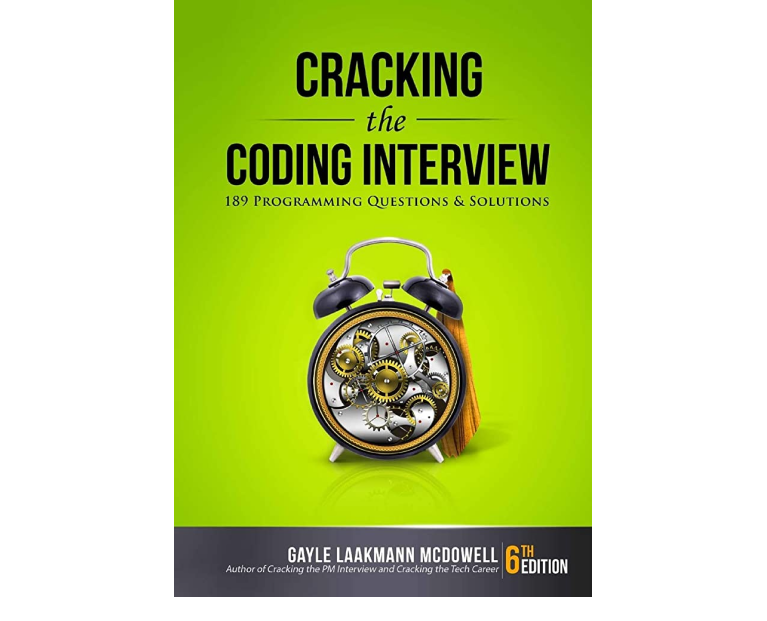 CRACKING
the
CODING INTERVIEW
189 PROGRAMMING QUESTIONS & SOLUTIONS
GAYLE LAAKMANN MCDOWELL
Author of Cracking the PM Interview and Cracking the Tech Career
6TH EDITION